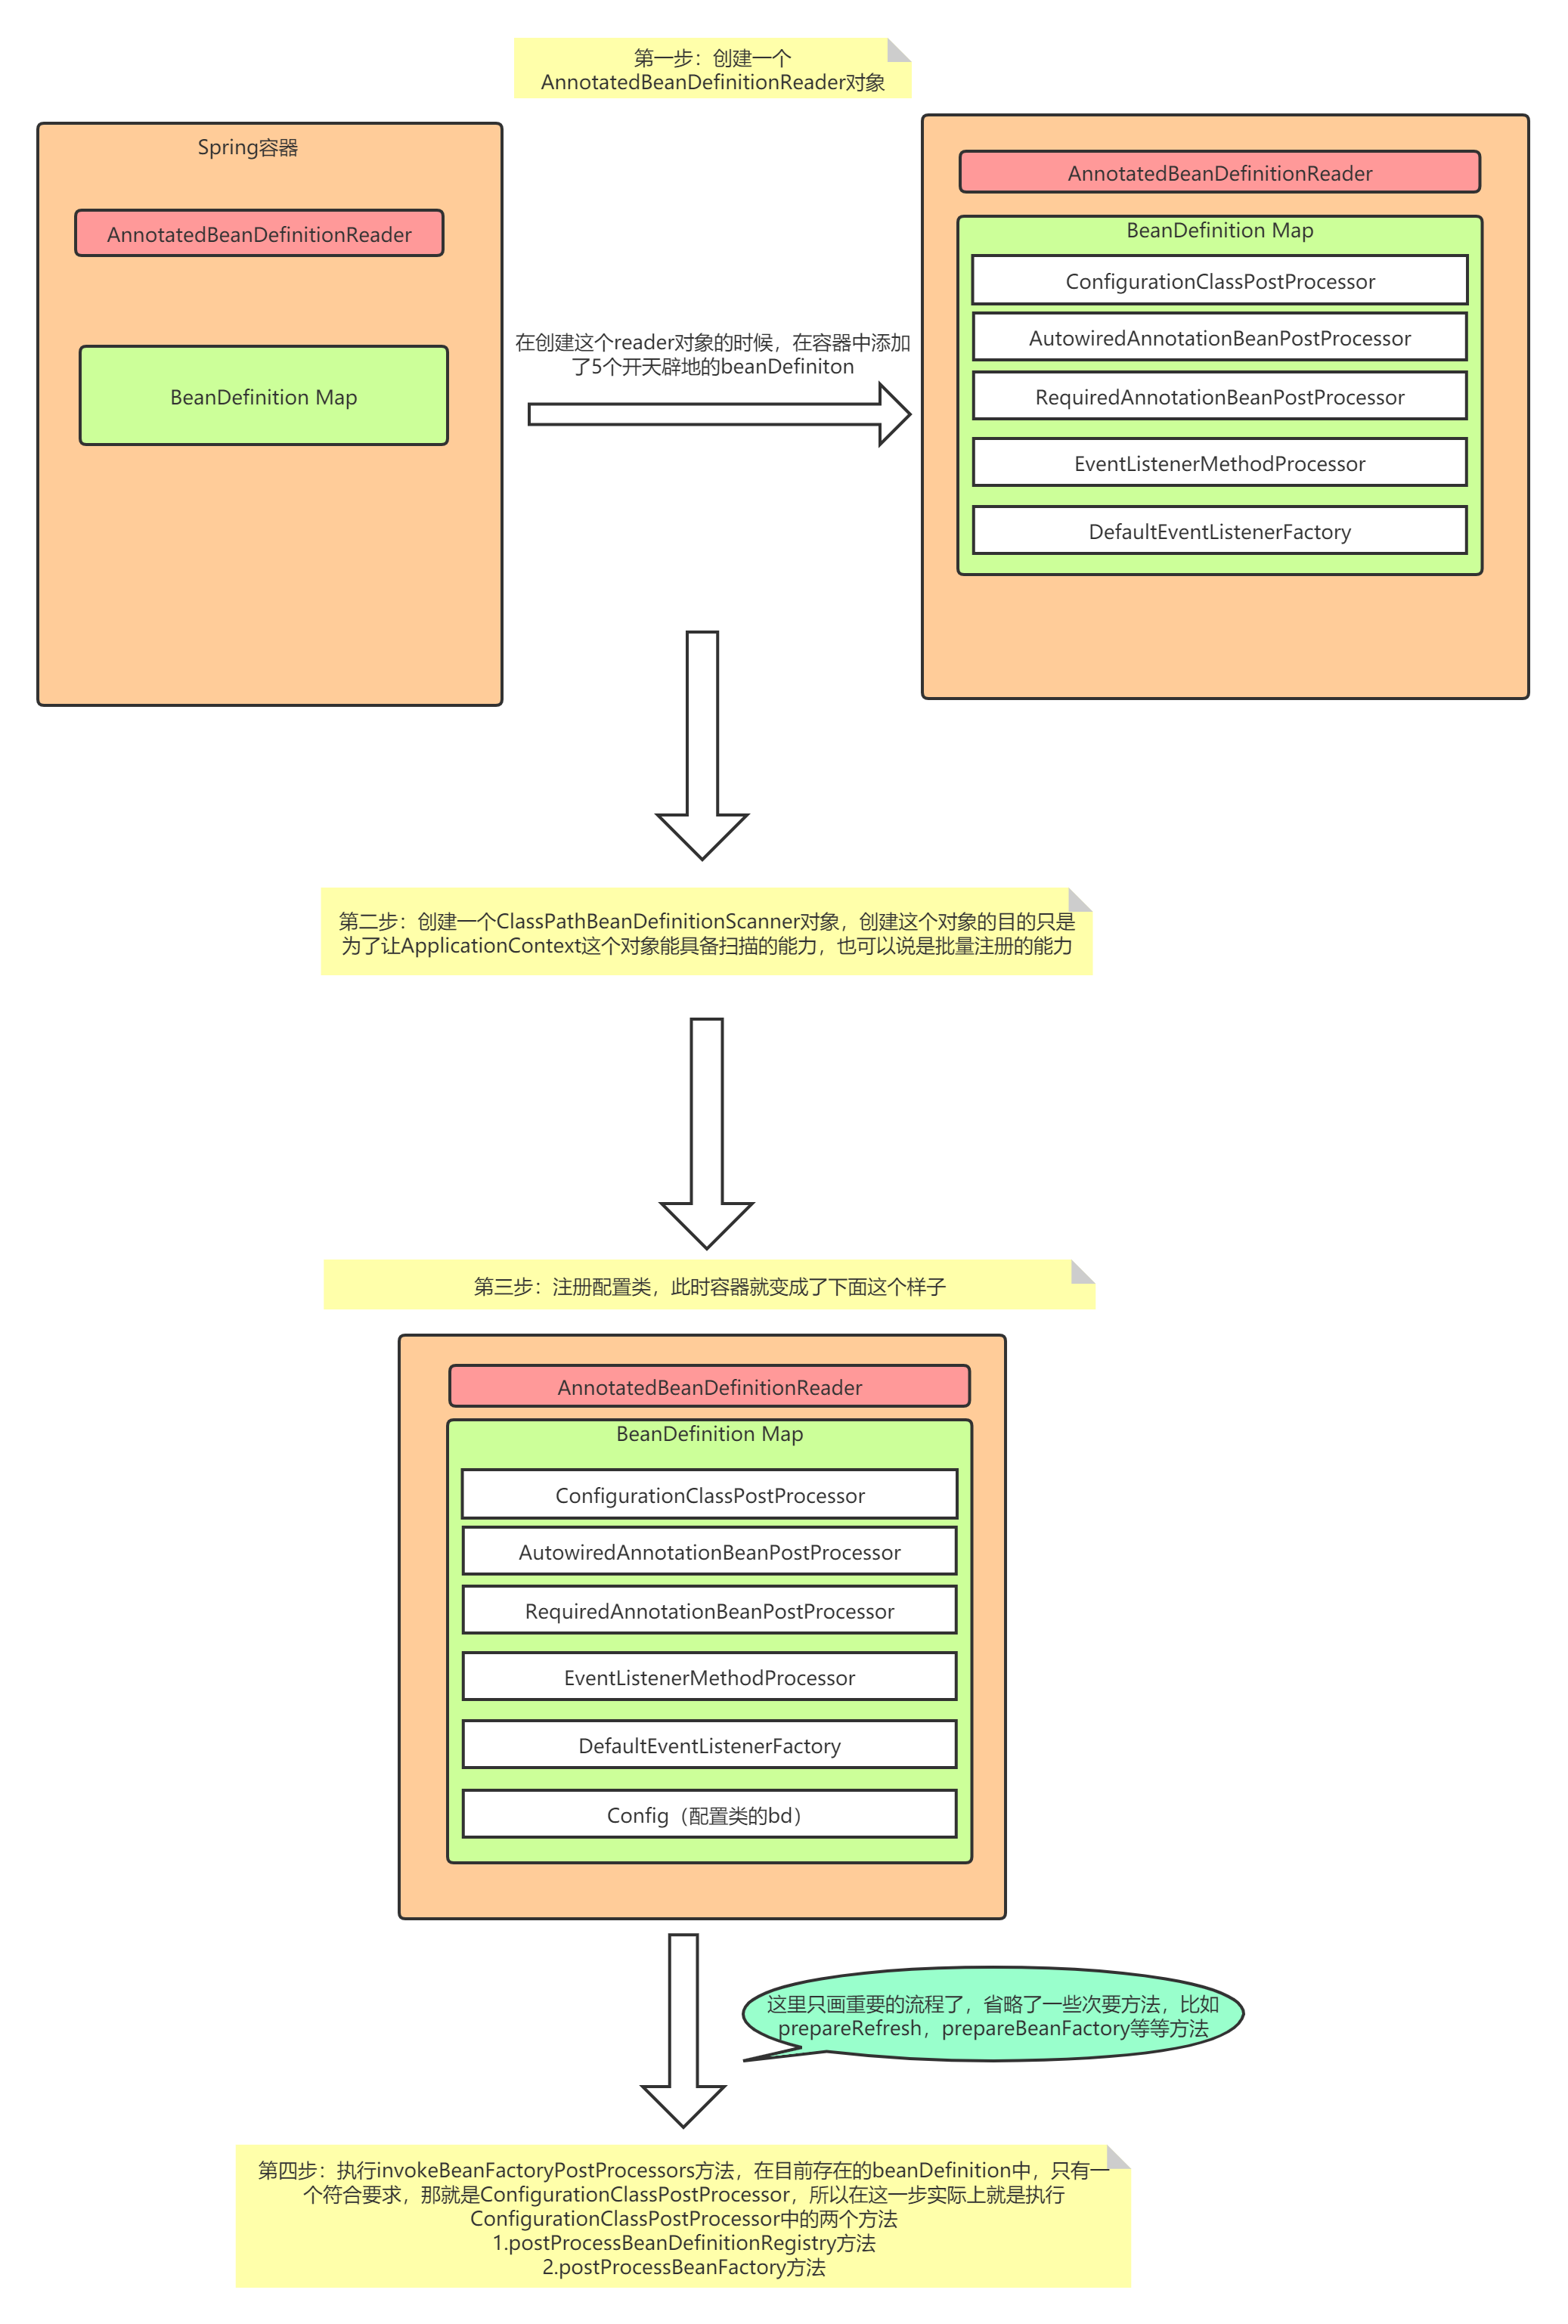 第一步：创建一个
AnnotatedBeanDefinitionReader对象
Spring容器
AnnotatedBeanDefinitionReader
BeanDefinition Map
在创建这个reader对象的时候，在容器中添加
了5个开天辟地的beanDefiniton
AnnotatedBeanDefinitionReader
BeanDefinition Map
ConfigurationClassPostProcessor
AutowiredAnnotationBeanPostProcessor
RequiredAnnotationBeanPostProcessor
EventListenerMethodProcessor
DefaultEventListenerFactory
第二步：创建一个ClassPathBeanDefinitionScanner对象，创建这个对象的目的只是
为了让ApplicationContext这个对象能具备扫描的能力，也可以说是批量注册的能力
第三步：注册配置类，此时容器就变成了下面这个样子
AnnotatedBeanDefinitionReader
BeanDefinition Map
ConfigurationClassPostProcessor
AutowiredAnnotationBeanPostProcessor
RequiredAnnotationBeanPostProcessor
EventListenerMethodProcessor
DefaultEventListenerFactory
Config（配置类的bd）
这里只画重要的流程了，省略了一些次要方法，比如
prepareRefresh，prepareBeanFactory等等方法
第四步：执行invokeBeanFactoryPostProcessors方法，在目前存在的beanDefinition中，只有一
个符合要求，那就是ConfigurationClassPostProcessor，所以在这一步实际上就是执行
ConfigurationClassPostProcessor中的两个方法
1.postProcessBeanDefinitionRegistry方法
2.postProcessBeanFactory方法